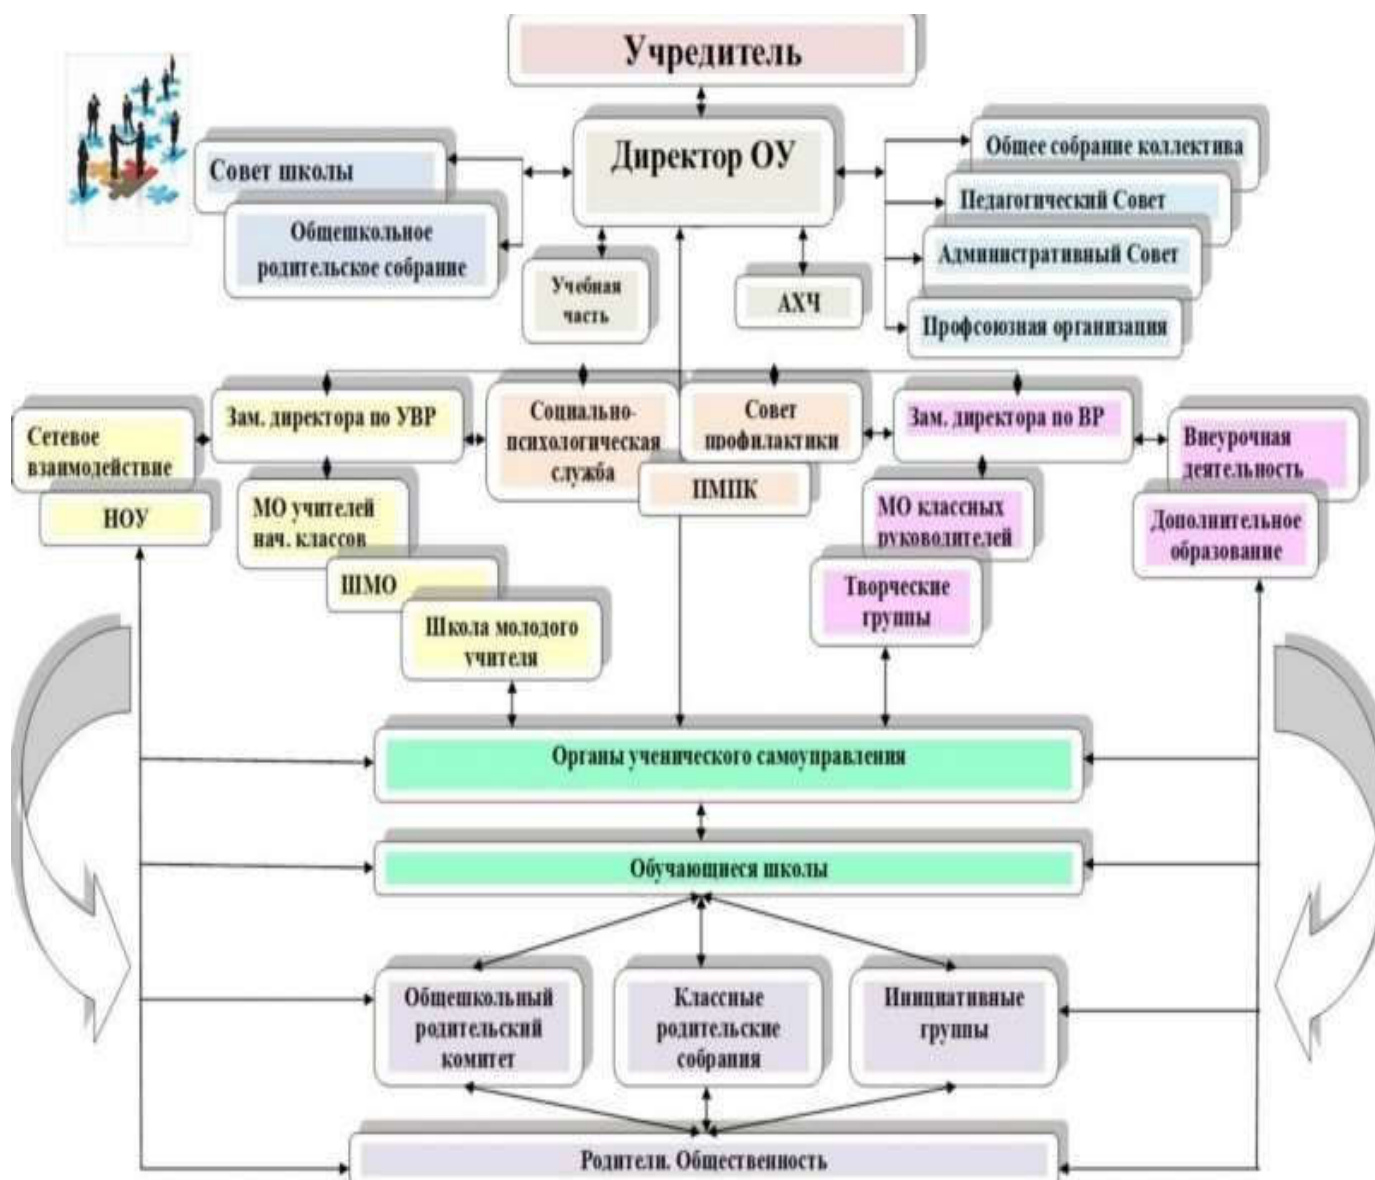 Учредитель
Директор ОУ
Совет школы
Общешкольное
родительское собрание
Общее собрание коллектива
Педагогический Совет
Административный Совет
Профсоюзная организация
Учебная
часть
АХЧ
Сетевое
взаимодействие
НОУ
Зам. директора по УВР
Социально-
психологическая
служба
Совет
профилактики
ПМПК
Зам. директора по ВР
Внеурочная
деятельность
Дополнительное
образование
МО учителей
нач. классов
ШМО
Школа молодого
учителя
МО классных
руководителей
Творческие
группы
Органы ученического самоуправления
Обучающиеся школы
Общешкольный
родительский
комитет
Классные
родительские
собрания
Инициативные
группы
Родители. Общественность